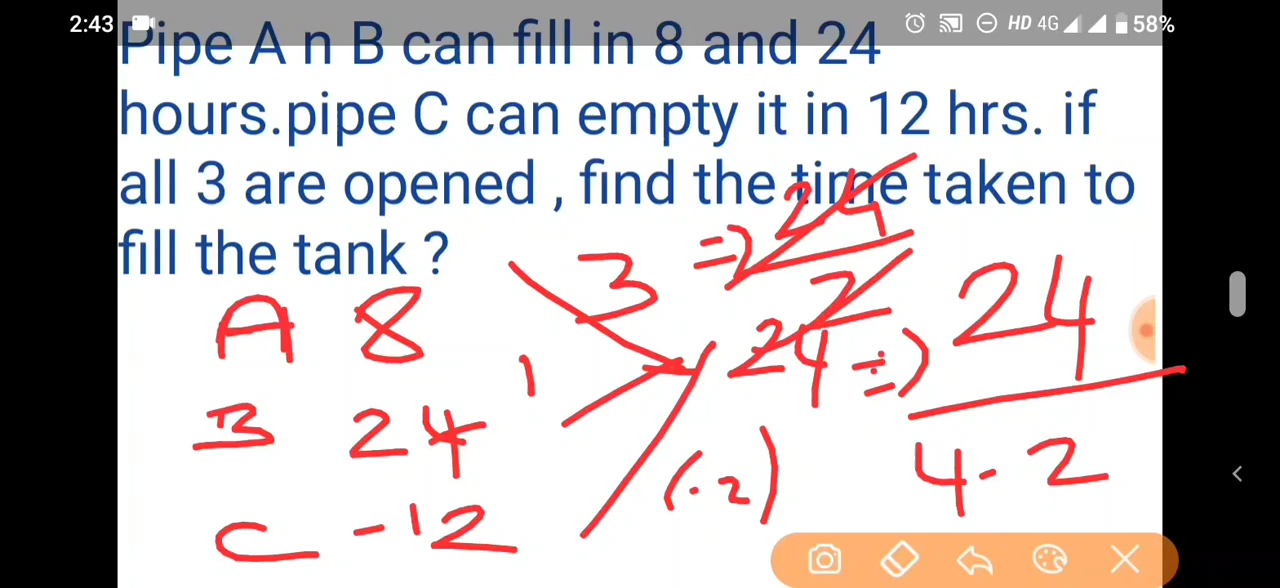 2:43 HD 4G 58%
Pipe A n B can fill in 8 and 24
hours.pipe C can empty it in 12 hrs. if
all 3 are opened , find the time taken to
fill the tank ?
A 8 3 => 24
2
B 24 1 24 ÷) 24
4-2
C -12 (-2)